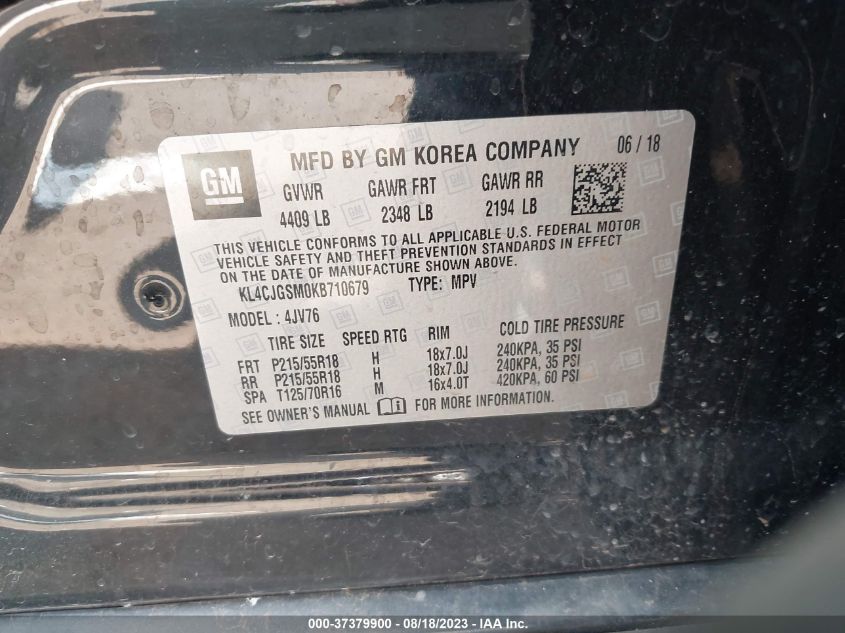 GM
MFD BY GM KOREA COMPANY 06 / 18
GVWR GAWR FRT GAWR RR
4409 LB 2348 LB 2194 LB
THIS VEHICLE CONFORMS TO ALL APPLICABLE U.S. FEDERAL MOTOR
VEHICLE SAFETY AND THEFT PREVENTION STANDARDS IN EFFECT
ON THE DATE OF MANUFACTURE SHOWN ABOVE.
KL4CJGSM0KB710679 TYPE: MPV
MODEL : 4JV76
TIRE SIZE SPEED RTG RIM COLD TIRE PRESSURE
FRT P215/55R18 H 18x7.0J 240KPA, 35 PSI
RR P215/55R18 H 18x7.0J 240KPA, 35 PSI
SPA T125/70R16 M 16x4.0T 420KPA, 60 PSI
SEE OWNER'S MANUAL FOR MORE INFORMATION.
000-37379900 - 08/18/2023 - IAA Inc.